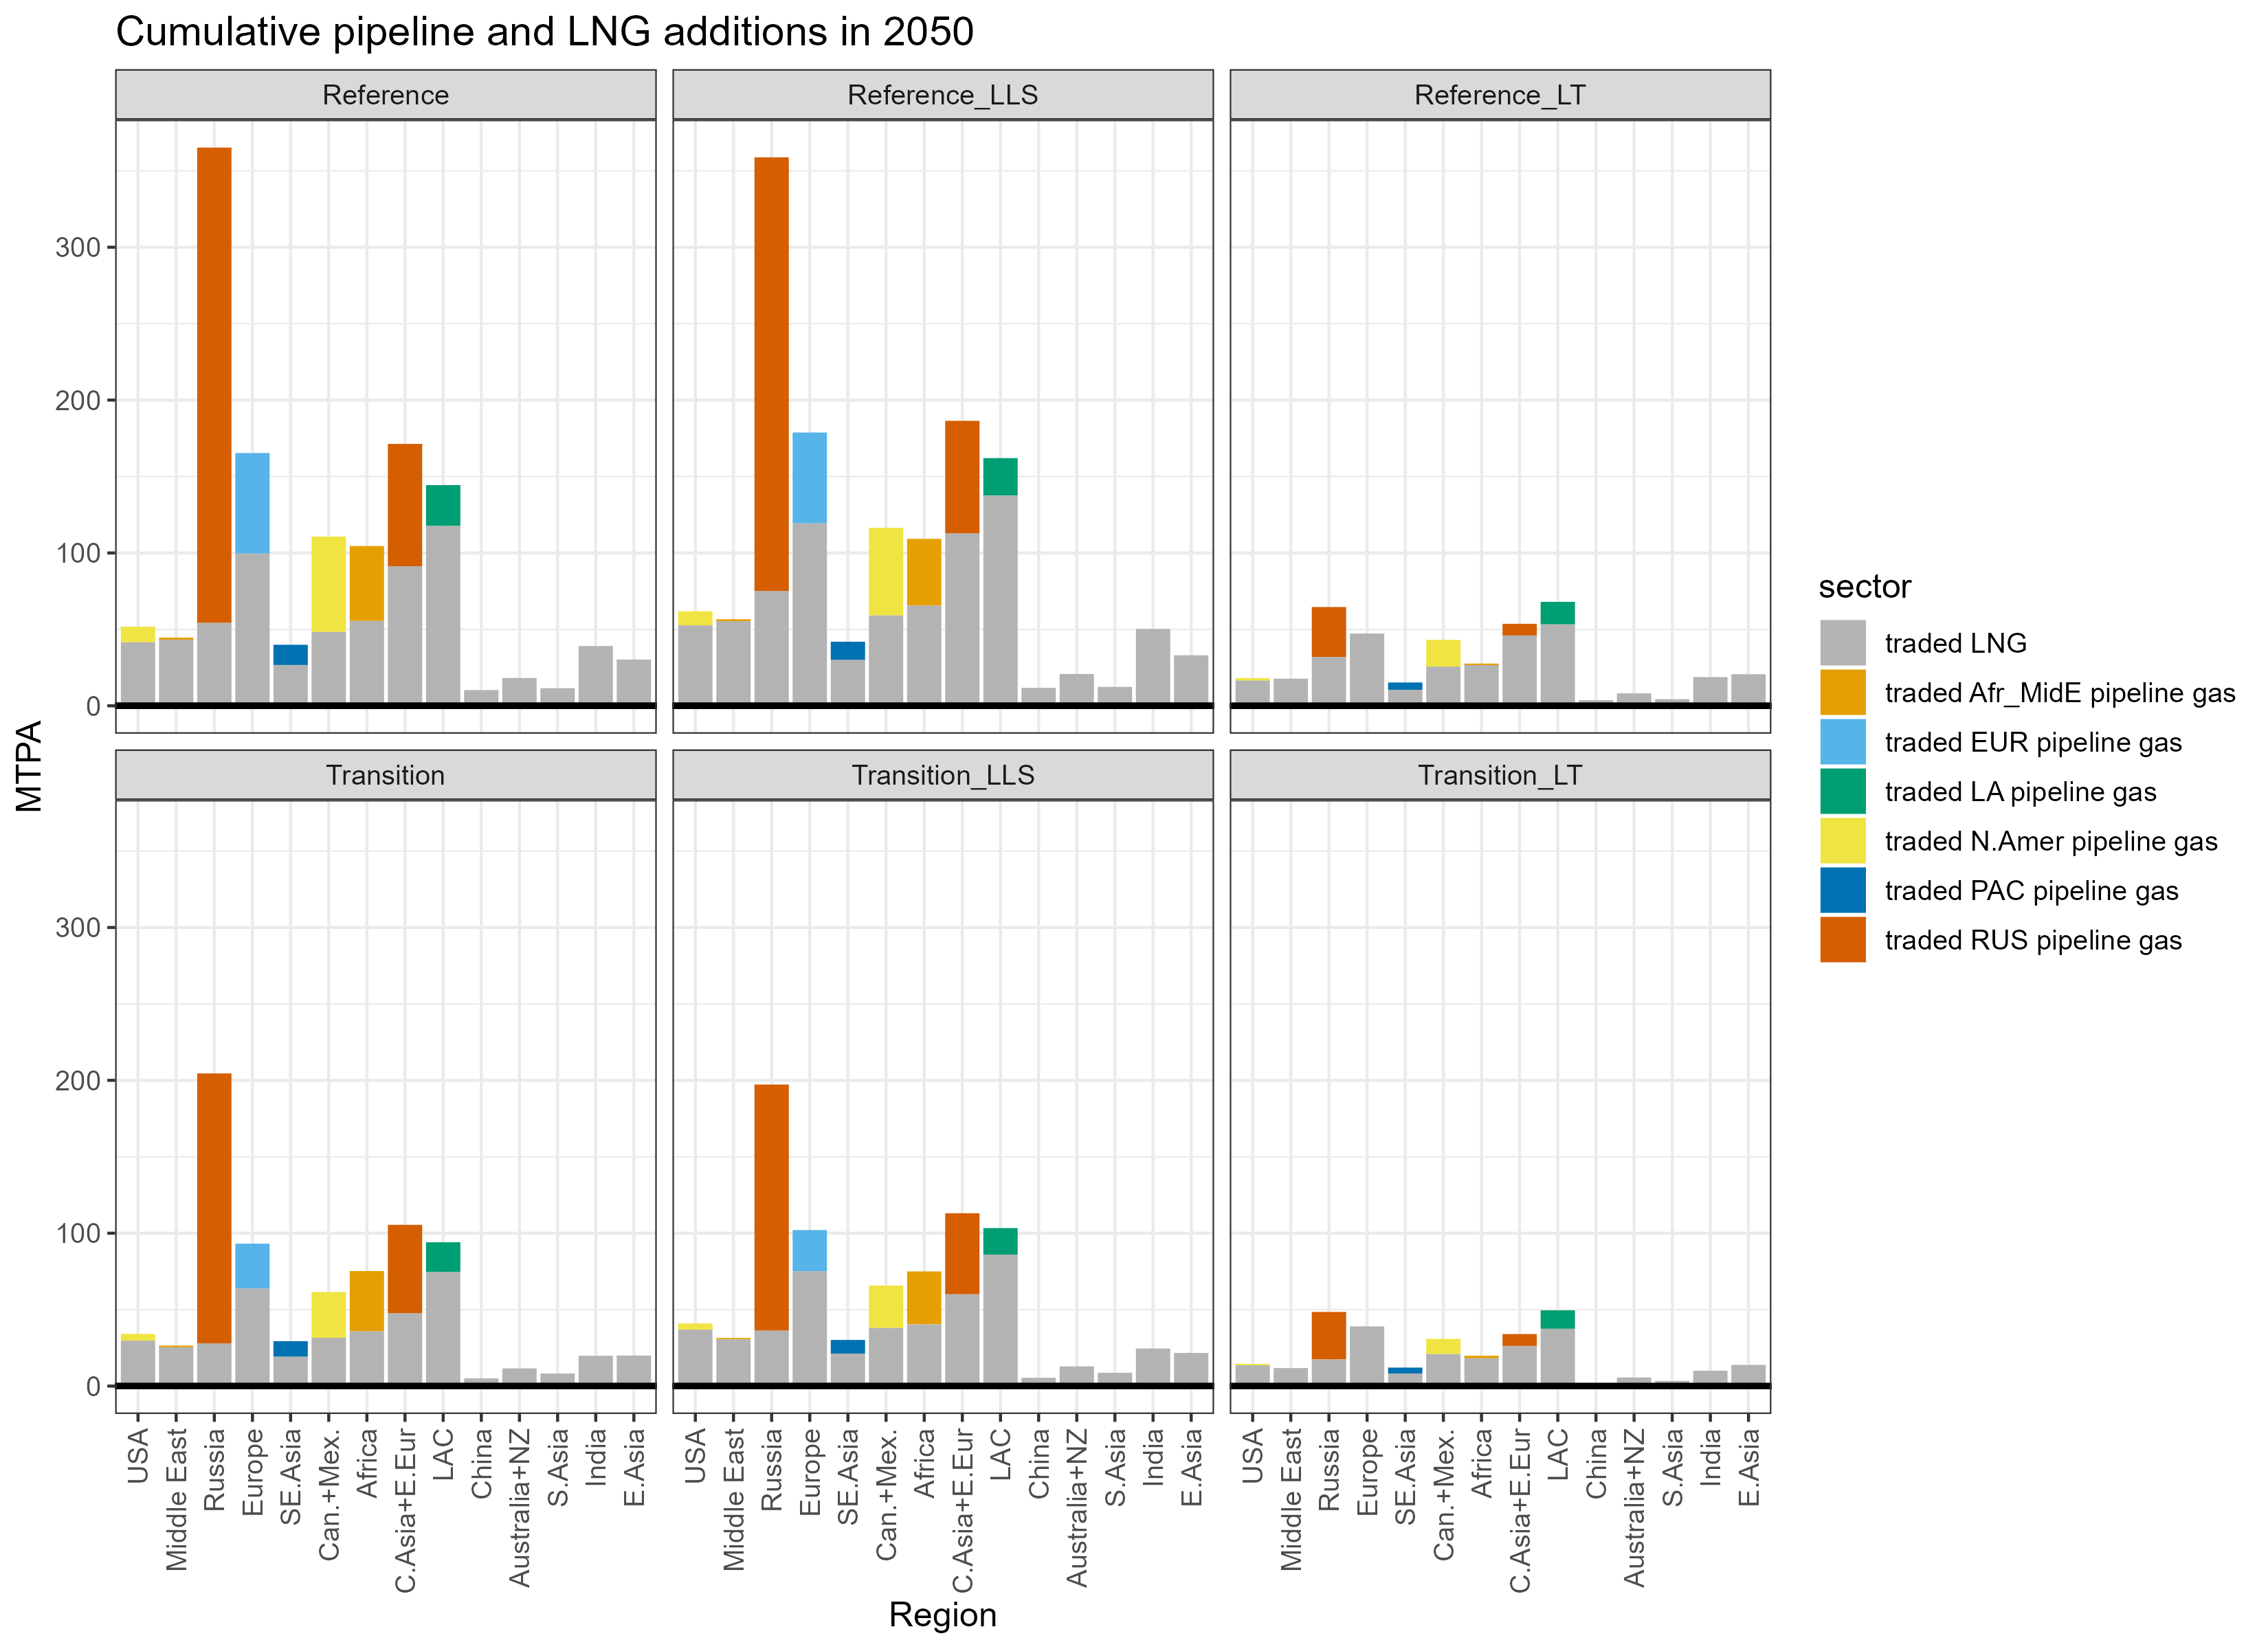 Cumulative pipeline and LNG additions in 2050
Reference
Reference_LLS
Reference_LT
300
200
100
0
MTPA
Transition
Transition_LLS
Transition_LT
300
200
100
0
USA
Middle East
Russia
Europe
SE.Asia
Can.+Mex.
Africa
C.Asia+E.Eur
LAC
China
Australia+NZ
S.Asia
India
E.Asia
USA
Middle East
Russia
Europe
SE.Asia
Can.+Mex.
Africa
C.Asia+E.Eur
LAC
China
Australia+NZ
S.Asia
India
E.Asia
USA
Middle East
Russia
Europe
SE.Asia
Can.+Mex.
Africa
C.Asia+E.Eur
LAC
China
Australia+NZ
S.Asia
India
E.Asia
Region
sector
traded LNG
traded Afr_MidE pipeline gas
traded EUR pipeline gas
traded LA pipeline gas
traded N.Amer pipeline gas
traded PAC pipeline gas
traded RUS pipeline gas